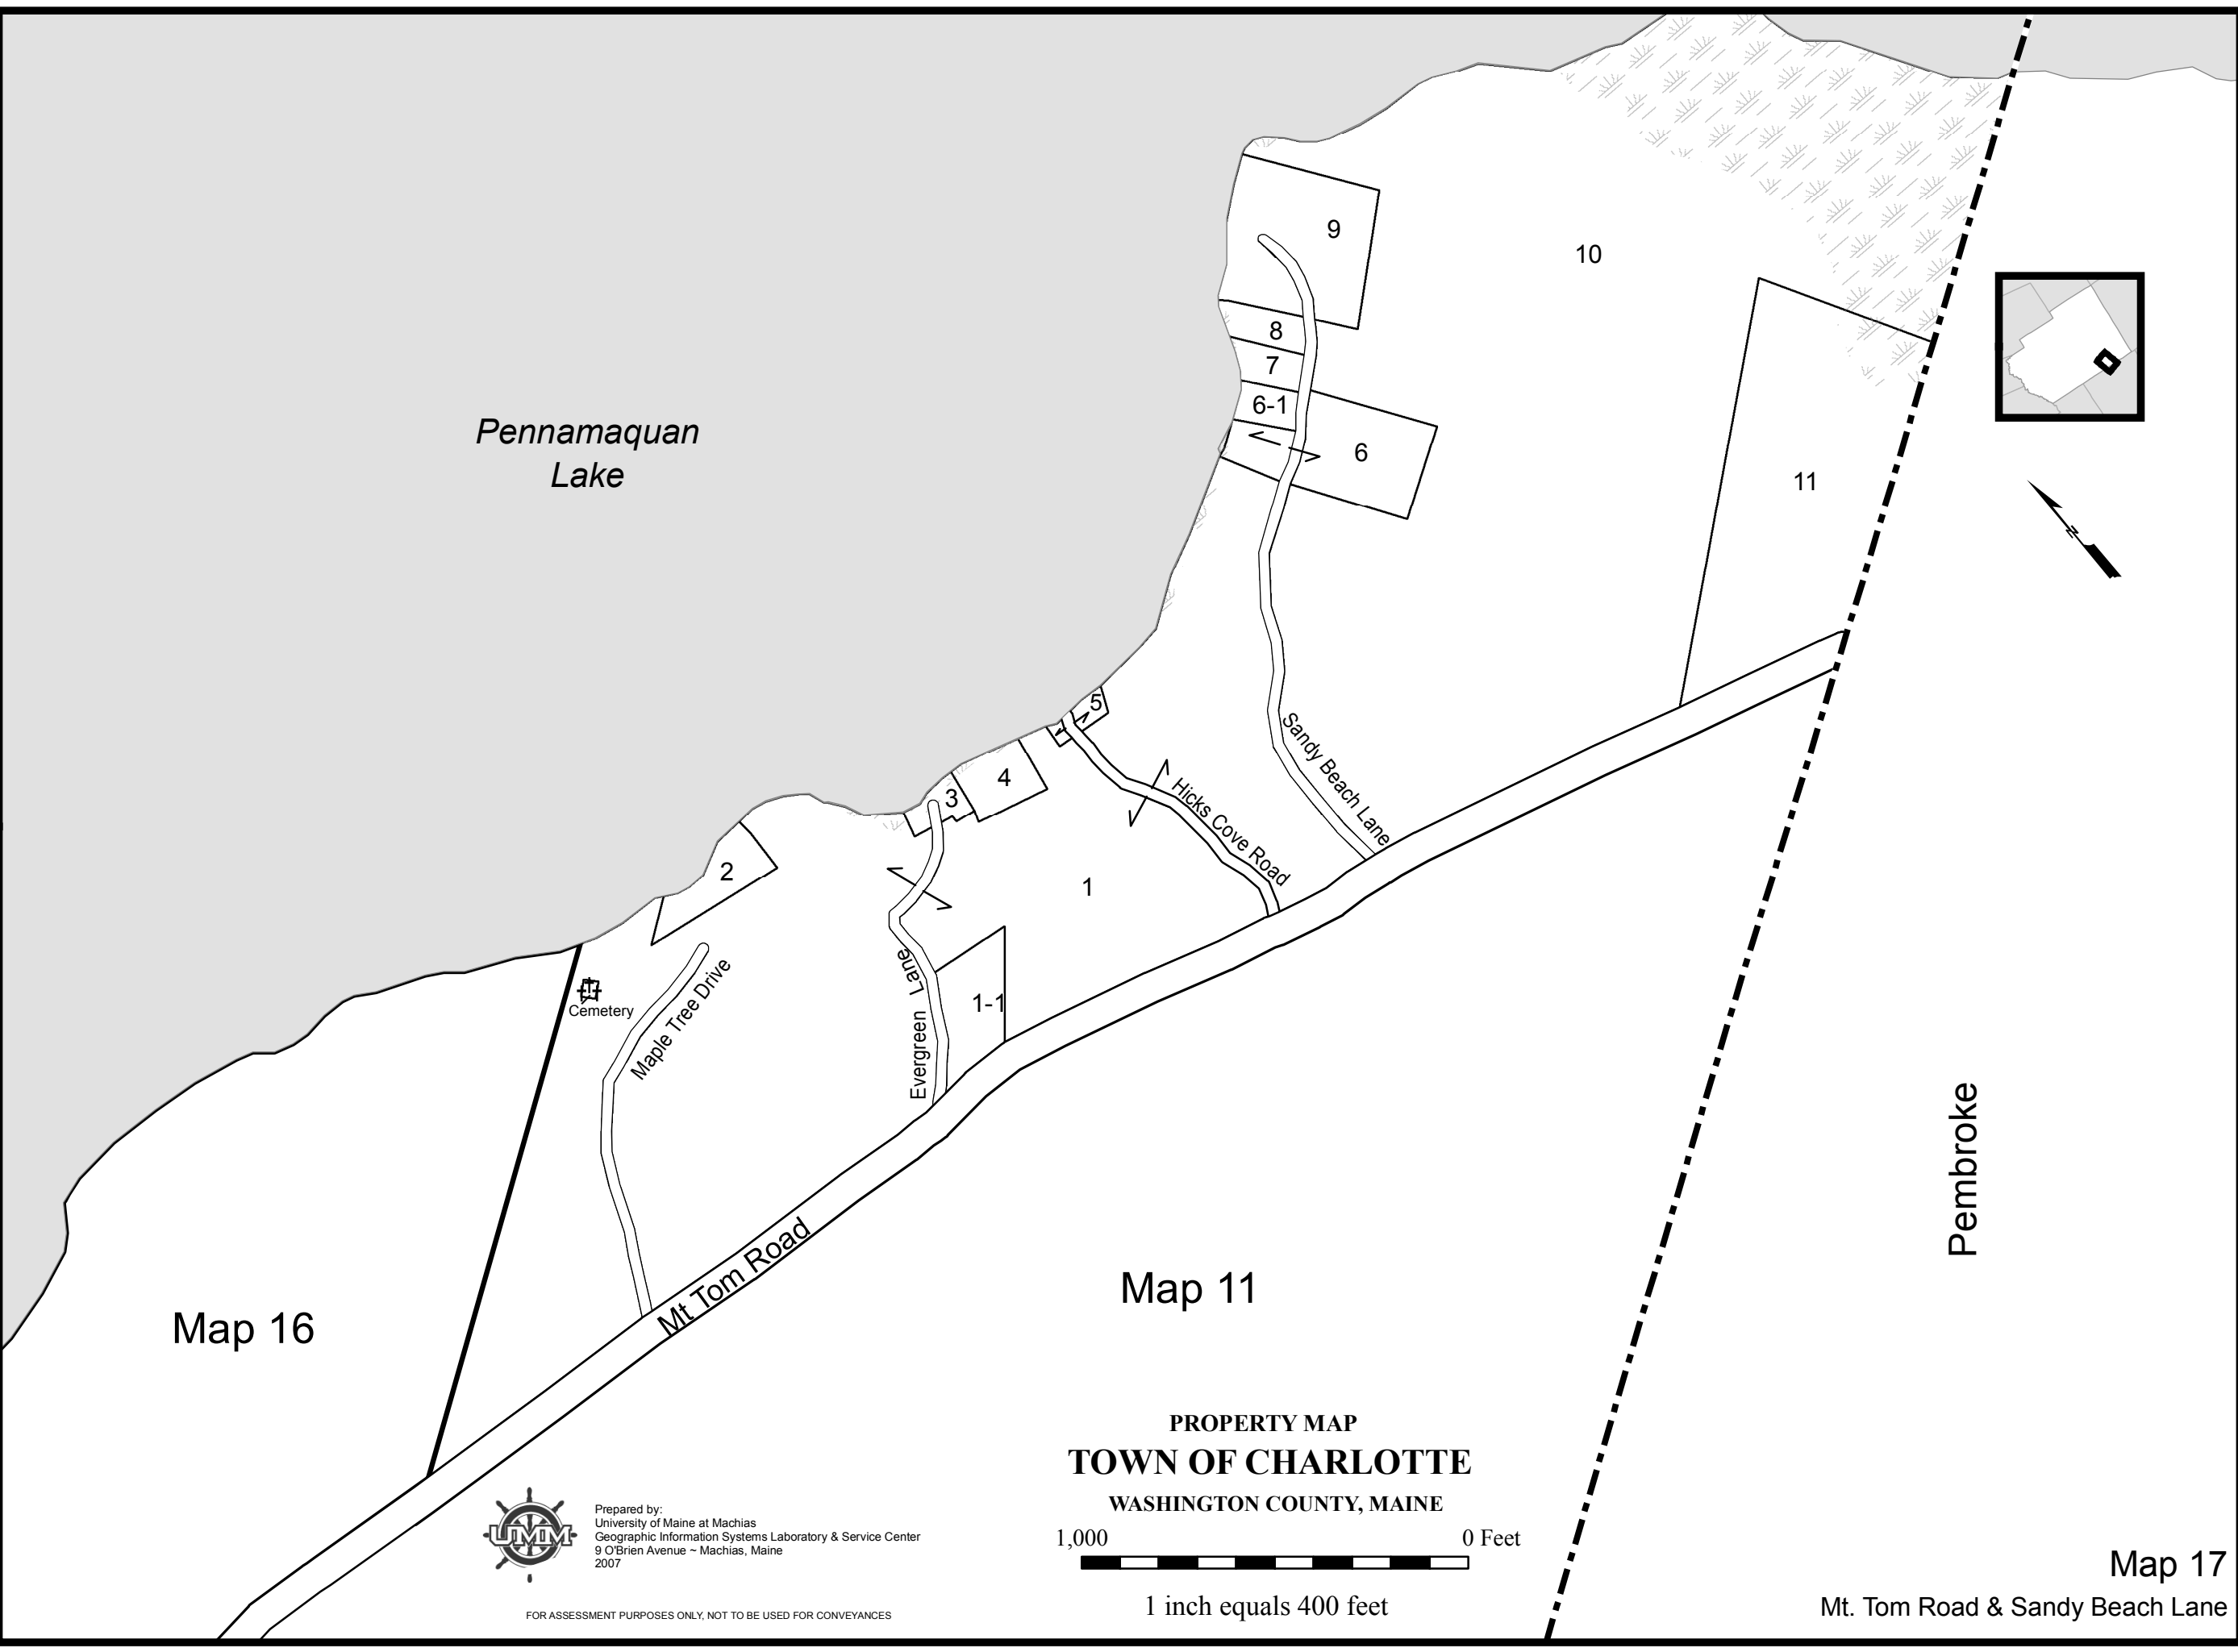 9
10
8
7
6-1
6
11
Pennamaquan
Lake
N
5
4
3
2
1
1-1
Sandy Beach Lane
Hicks Cove Road
Evergreen Lane
Maple Tree Drive
Cemetery
Mt Tom Road
Pembroke
Map 16
Map 11
PROPERTY MAP
TOWN OF CHARLOTTE
WASHINGTON COUNTY, MAINE
1,000 0 Feet
1 inch equals 400 feet
UMM
Prepared by:
University of Maine at Machias
Geographic Information Systems Laboratory & Service Center
9 O'Brien Avenue ~ Machias, Maine
2007
FOR ASSESSMENT PURPOSES ONLY, NOT TO BE USED FOR CONVEYANCES
Map 17
Mt. Tom Road & Sandy Beach Lane